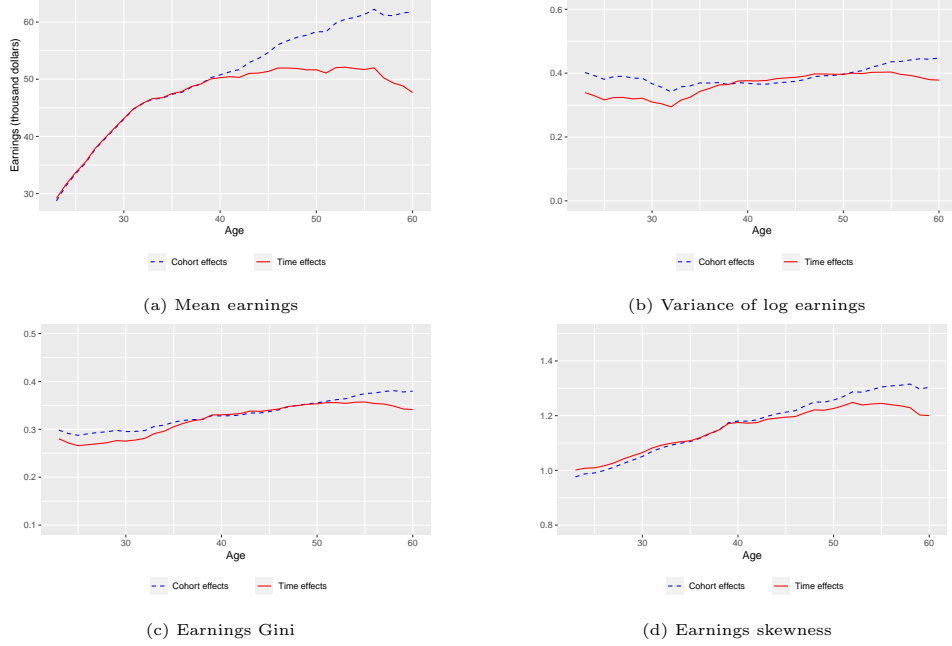 60
50
40
30
Earnings (thousand dollars)
30
40
50
60
Age
Cohort effects
Time effects
(a) Mean earnings
0.6
0.4
0.2
0.0
30
40
50
60
Age
Cohort effects
Time effects
(b) Variance of log earnings
0.5
0.4
0.3
0.2
0.1
30
40
50
60
Age
Cohort effects
Time effects
(c) Earnings Gini
1.4
1.2
1.0
0.8
30
40
50
60
Age
Cohort effects
Time effects
(d) Earnings skewness